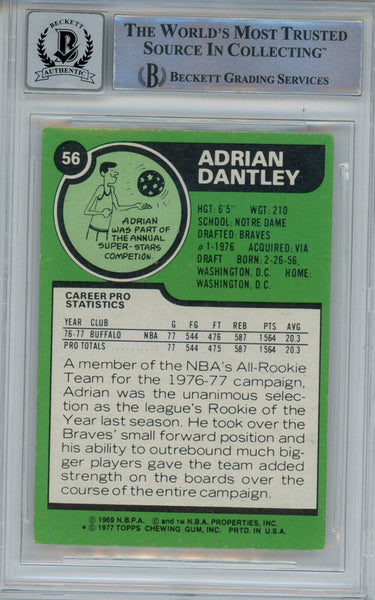 BECKETT
AUTHENTIC
THE WORLD'S MOST TRUSTED
SOURCE IN COLLECTING™
BECKETT GRADING SERVICES
56
ADRIAN
DANTLEY
ADRIAN
WAS PART OF
THE ANNUAL
SUPER-STARS
COMPETION.
HGT: 6'5" WGT: 210
SCHOOL: NOTRE DAME
DRAFTED: BRAVES
#1-1976 ACQUIRED: VIA
DRAFT BORN: 2-26-56,
WASHINGTON, D.C. HOME:
WASHINGTON, D.C.
CAREER PRO
STATISTICS
YEAR CLUB G FG FT REB PTS AVG
76-77 BUFFALO NBA 77 544 476 587 1564 20.3
PRO TOTALS 77 544 475 587 1564 20.3
A member of the NBA's All-Rookie
Team for the 1976-77 campaign,
Adrian was the unanimous selec-
tion as the league's Rookie of the
Year last season. He took over the
Braves' small forward position and
his ability to outrebound much big-
ger players gave the team added
strength on the boards over the
course of the entire campaign.
© 1969 N.B.P.A. © and ™ N.B.A. PROPERTIES, INC.
* © 1977 TOPPS CHEWING GUM, INC. PRTD. IN U.S.A.